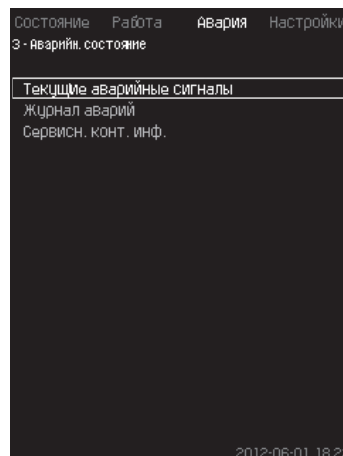 Состояние Работа Авария Настройки
3 - Аварийн. состояние
Текущие аварийные сигналы
Журнал аварий
Сервисн. конт. инф.
2012-06-01 18:2